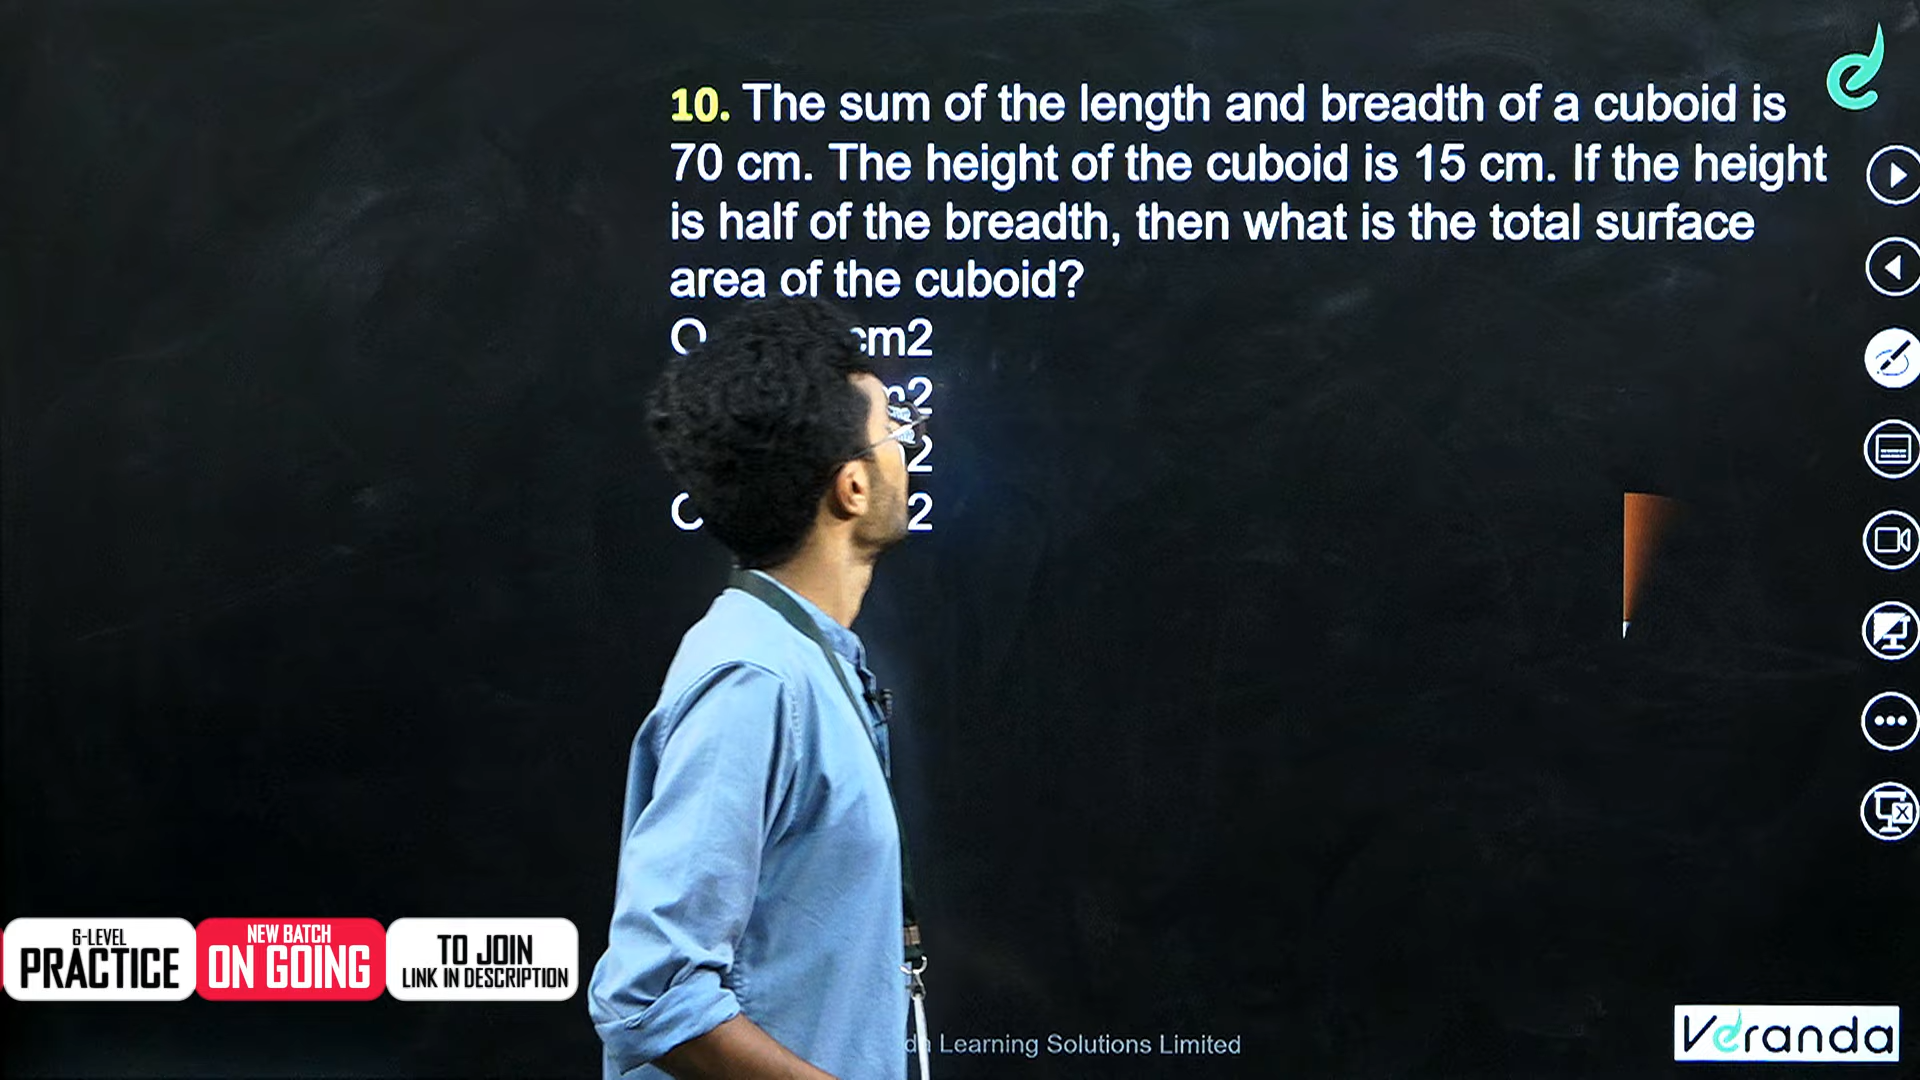 10. The sum of the length and breadth of a cuboid is
70 cm. The height of the cuboid is 15 cm. If the height
is half of the breadth, then what is the total surface
area of the cuboid?
cm2
2
2
2
6-LEVEL
PRACTICE
NEW BATCH
ON GOING
TO JOIN
LINK IN DESCRIPTION
Learning Solutions Limited
Veranda